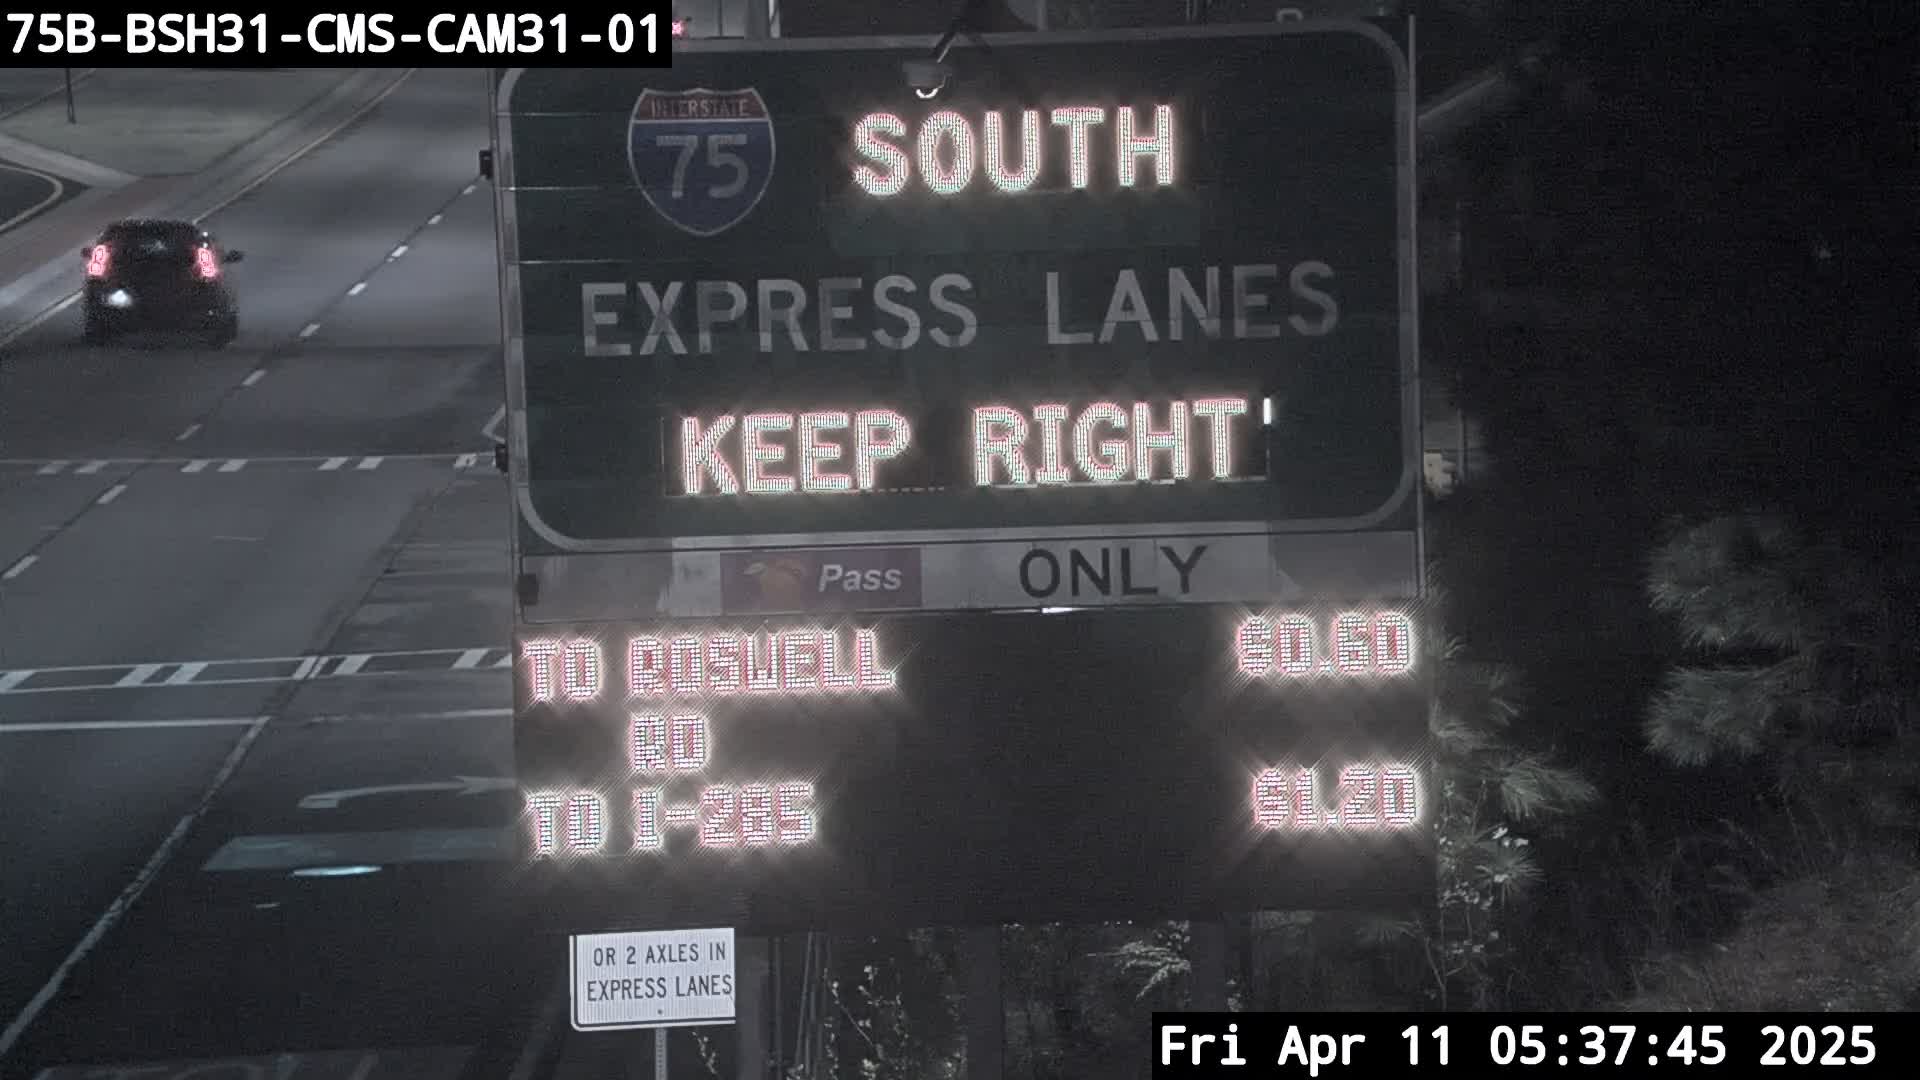 75B-BSH31-CMS-CAM31-01
INTERSTATE
75
SOUTH
EXPRESS LANES
KEEP RIGHT
Pass
ONLY
TO ROSWELL $0.60
RD
TO I-285 $1.20
OR 2 AXLES IN
EXPRESS LANES
Fri Apr 11 05:37:45 2025